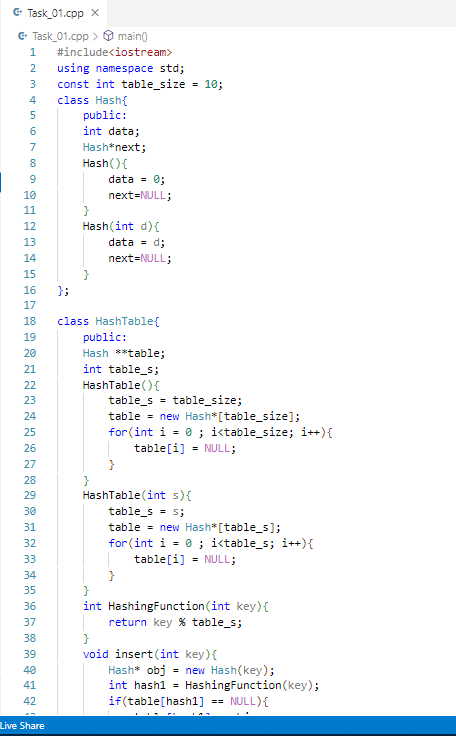 Task_01.cpp ×
Task_01.cpp > main()
1 #include<iostream>
2 using namespace std;
3 const int table_size = 10;
4 class Hash{
5 public:
6 int data;
7 Hash*next;
8 Hash(){
9 data = 0;
10 next=NULL;
11 }
12 Hash(int d){
13 data = d;
14 next=NULL;
15 }
16 };
17
18 class HashTable{
19 public:
20 Hash **table;
21 int table_s;
22 HashTable(){
23 table_s = table_size;
24 table = new Hash*[table_size];
25 for(int i = 0 ; i<table_size; i++){
26 table[i] = NULL;
27 }
28 }
29 HashTable(int s){
30 table_s = s;
31 table = new Hash*[table_s];
32 for(int i = 0 ; i<table_s; i++){
33 table[i] = NULL;
34 }
35 }
36 int HashingFunction(int key){
37 return key % table_s;
38 }
39 void insert(int key){
40 Hash* obj = new Hash(key);
41 int hash1 = HashingFunction(key);
42 if(table[hash1] == NULL){
Live Share